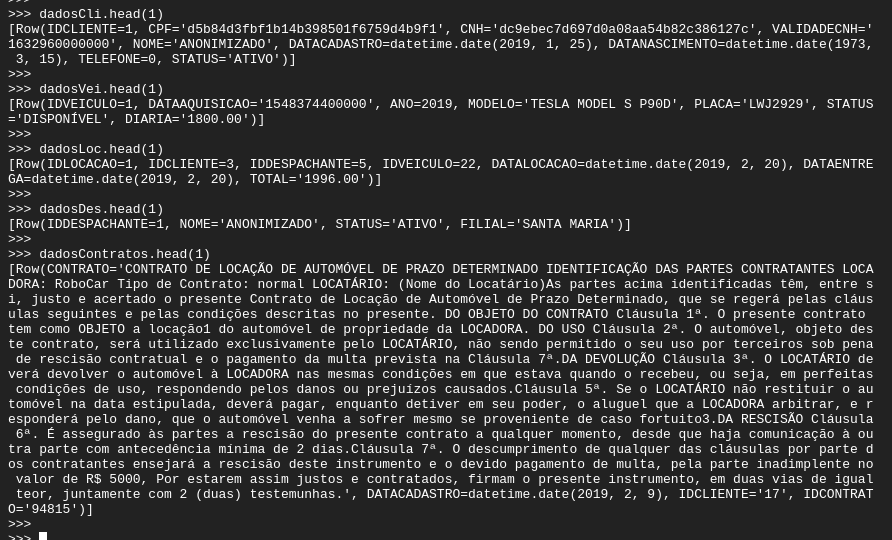 >>>
>>> dadosCli.head(1)
[Row(IDCLIENTE=1, CPF='d5b84d3fbf1b14b398501f6759d4b9f1', CNH='dc9ebec7d697d0a08aa54b82c386127c', VALIDADECNH='
1632960000000', NOME='ANONIMIZADO', DATACADASTRO=datetime.date(2019, 1, 25), DATANASCIMENTO=datetime.date(1973,
 3, 15), TELEFONE=0, STATUS='ATIVO')]
>>>
>>> dadosVei.head(1)
[Row(IDVEICULO=1, DATAAQUISICAO='1548374400000', ANO=2019, MODELO='TESLA MODEL S P90D', PLACA='LWJ2929', STATUS
='DISPONÍVEL', DIARIA='1800.00')]
>>>
>>> dadosLoc.head(1)
[Row(IDLOCACAO=1, IDCLIENTE=3, IDDESPACHANTE=5, IDVEICULO=22, DATALOCACAO=datetime.date(2019, 2, 20), DATAENTRE
GA=datetime.date(2019, 2, 20), TOTAL='1996.00')]
>>>
>>> dadosDes.head(1)
[Row(IDDESPACHANTE=1, NOME='ANONIMIZADO', STATUS='ATIVO', FILIAL='SANTA MARIA')]
>>>
>>> dadosContratos.head(1)
[Row(CONTRATO='CONTRATO DE LOCAÇÃO DE AUTOMÓVEL DE PRAZO DETERMINADO IDENTIFICAÇÃO DAS PARTES CONTRATANTES LOCA
DORA: RoboCar Tipo de Contrato: normal LOCATÁRIO: (Nome do Locatário)As partes acima identificadas têm, entre s
i, justo e acertado o presente Contrato de Locação de Automóvel de Prazo Determinado, que se regerá pelas cláus
ulas seguintes e pelas condições descritas no presente. DO OBJETO DO CONTRATO Cláusula 1ª. O presente contrato
tem como OBJETO a locação1 do automóvel de propriedade da LOCADORA. DO USO Cláusula 2ª. O automóvel, objeto des
te contrato, será utilizado exclusivamente pelo LOCATÁRIO, não sendo permitido o seu uso por terceiros sob pena
 de rescisão contratual e o pagamento da multa prevista na Cláusula 7ª.DA DEVOLUÇÃO Cláusula 3ª. O LOCATÁRIO de
verá devolver o automóvel à LOCADORA nas mesmas condições em que estava quando o recebeu, ou seja, em perfeitas
 condições de uso, respondendo pelos danos ou prejuízos causados.Cláusula 5ª. Se o LOCATÁRIO não restituir o au
tomóvel na data estipulada, deverá pagar, enquanto detiver em seu poder, o aluguel que a LOCADORA arbitrar, e r
esponderá pelo dano, que o automóvel venha a sofrer mesmo se proveniente de caso fortuito3.DA RESCISÃO Cláusula
 6ª. É assegurado às partes a rescisão do presente contrato a qualquer momento, desde que haja comunicação à ou
tra parte com antecedência mínima de 2 dias.Cláusula 7ª. O descumprimento de qualquer das cláusulas por parte d
os contratantes ensejará a rescisão deste instrumento e o devido pagamento de multa, pela parte inadimplente no
 valor de R$ 5000, Por estarem assim justos e contratados, firmam o presente instrumento, em duas vias de igual
 teor, juntamente com 2 (duas) testemunhas.', DATACADASTRO=datetime.date(2019, 2, 9), IDCLIENTE='17', IDCONTRAT
O='94815')]
>>>
>>>